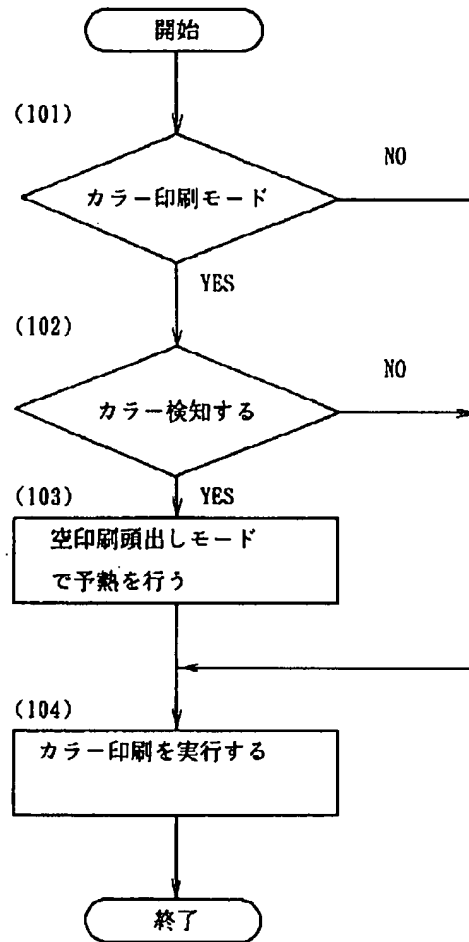 開始
(101)
カラー印刷モード
NO
YES
(102)
カラー検知する
NO
YES
(103)
空印刷頭出しモード
で予熱を行う
(104)
カラー印刷を実行する
終了